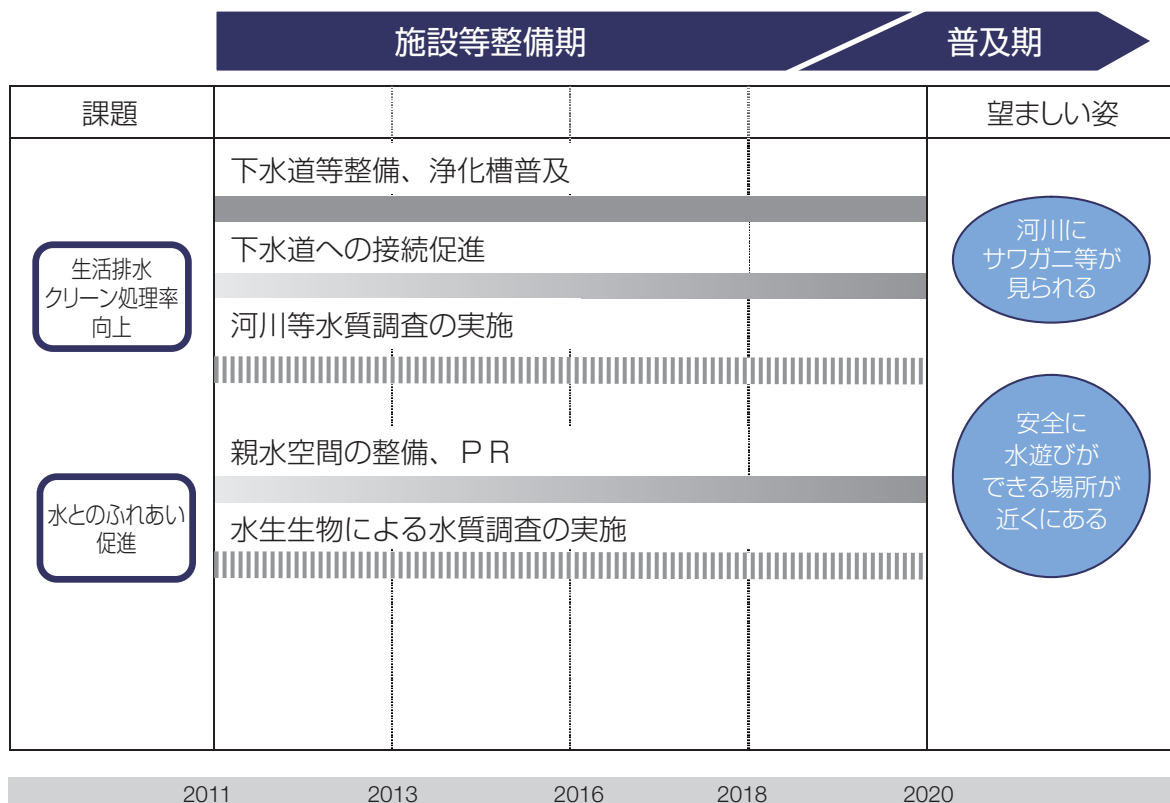 施設等整備期
普及期
課題
望ましい姿
下水道等整備、浄化槽普及
下水道への接続促進
河川等水質調査の実施
生活排水
クリーン処理率
向上
河川に
サワガニ等が
見られる
親水空間の整備、ＰＲ
水生生物による水質調査の実施
水とのふれあい
促進
安全に
水遊びが
できる場所が
近くにある
2011 2013 2016 2018 2020